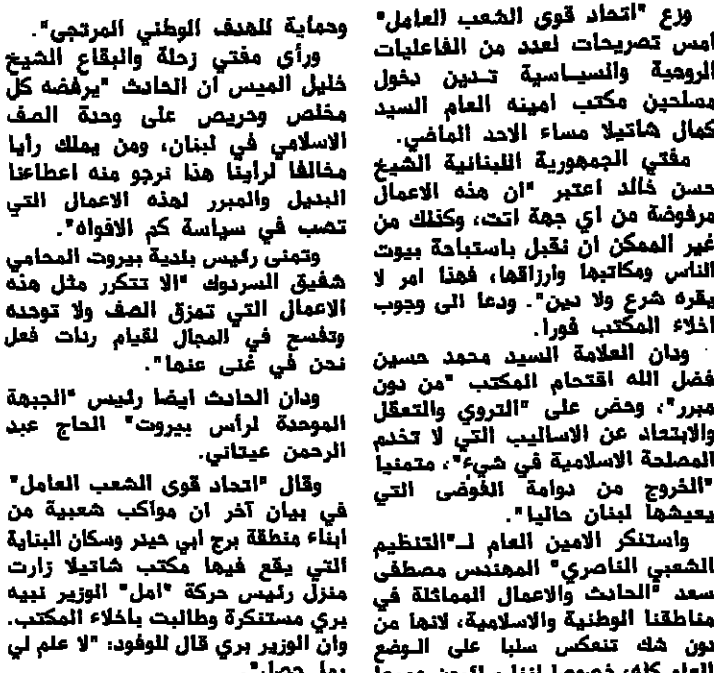 وزع "اتحاد قوى الشعب العامل"
امس تصريحات لعدد من الفاعليات
الروحية والسياسية تدين دخول
مسلحين مكتب امينه العام السيد
كمال شاتيلا مساء الاحد الماضي.
مفتي الجمهورية اللبنانية الشيخ
حسن خالد اعتبر "ان هذه الاعمال
مرفوضة من اي جهة اتت، وكذلك من
غير الممكن ان نقبل باستباحة بيوت
الناس ومكاتبها وارزاقها، فهذا امر لا
يقره شرع ولا دين". ودعا الى وجوب
اخلاء المكتب فورا.
ودان العلامة السيد محمد حسين
فضل الله اقتحام المكتب "من دون
مبرر"، وحض على "التروي والتعقل
والابتعاد عن الاساليب التي لا تخدم
المصلحة الاسلامية في شيء"، متمنيا
"الخروج من دوامة الفوضى التي
يعيشها لبنان حاليا".
واستنكر الامين العام لـ"التنظيم
الشعبي الناصري" المهندس مصطفى
سعد "الحادث والاعمال المماثلة في
مناطقنا الوطنية والاسلامية، لانها من
دون شك تنعكس سلبا على الوضع
العام كله، خصوصا اننا
وحماية للهدف الوطني المرتجى".
ورأي مفتي زحلة والبقاع الشيخ
خليل الميس ان الحادث "يرفضه كل
مخلص وحريص على وحدة الصف
الاسلامي في لبنان، ومن يملك رأيا
مخالفا لرأينا هذا نرجو منه اعطاعنا
البديل والمبرر لهذه الاعمال التي
تصب في سياسة كم الافواه".
وتمنى رئيس بلدية بيروت المحامي
شفيق السردوك "الا تتكرر مثل هذه
الاعمال التي تمزق الصف ولا توحده
وتفسح في المجال لقيام ردات فعل
نحن في غنى عنها".
ودان الحادث ايضا رئيس "الجبهة
الموحدة لرأس بيروت" الحاج عبد
الرحمن عيتاني.
وقال "اتحاد قوى الشعب العامل"
في بيان آخر ان مواكب شعبية من
ابناء منطقة برج ابي حيدر وسكان البناية
التي يقع فيها مكتب شاتيلا زارت
منزل رئيس حركة "امل" الوزير نبيه
بري مستنكرة وطالبت باخلاء المكتب.
وان الوزير بري قال للوفود: "لا علم لي
بما حصل".